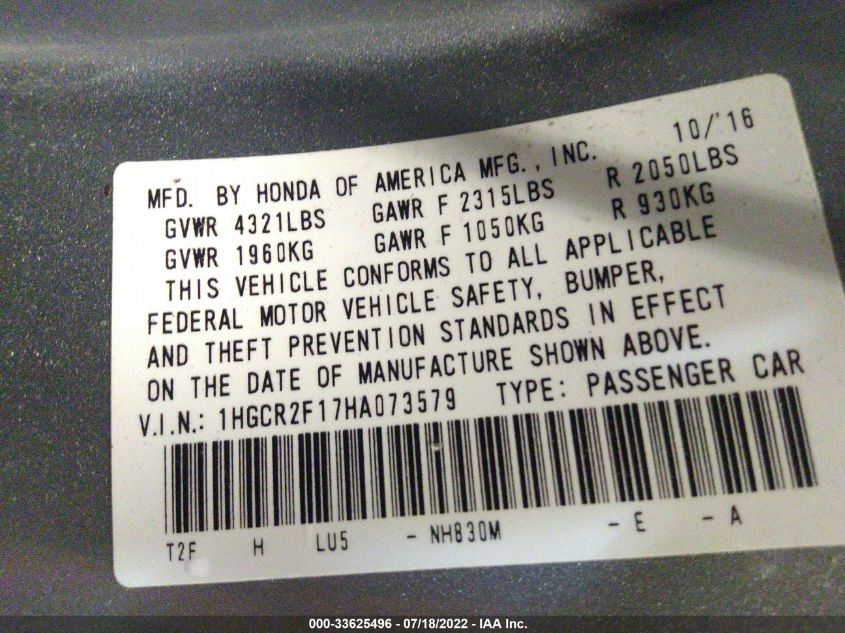 10/'16
MFD. BY HONDA OF AMERICA MFG., INC.
GVWR 4321LBS GAWR F 2315LBS R 2050LBS
GVWR 1960KG GAWR F 1050KG R 930KG
THIS VEHICLE CONFORMS TO ALL APPLICABLE
FEDERAL MOTOR VEHICLE SAFETY, BUMPER,
AND THEFT PREVENTION STANDARDS IN EFFECT
ON THE DATE OF MANUFACTURE SHOWN ABOVE.
V.I.N.: 1HGCR2F17HA073579 TYPE: PASSENGER CAR
T2F H LU5 - NH830M - E - A
000-33625496 - 07/18/2022 - IAA Inc.